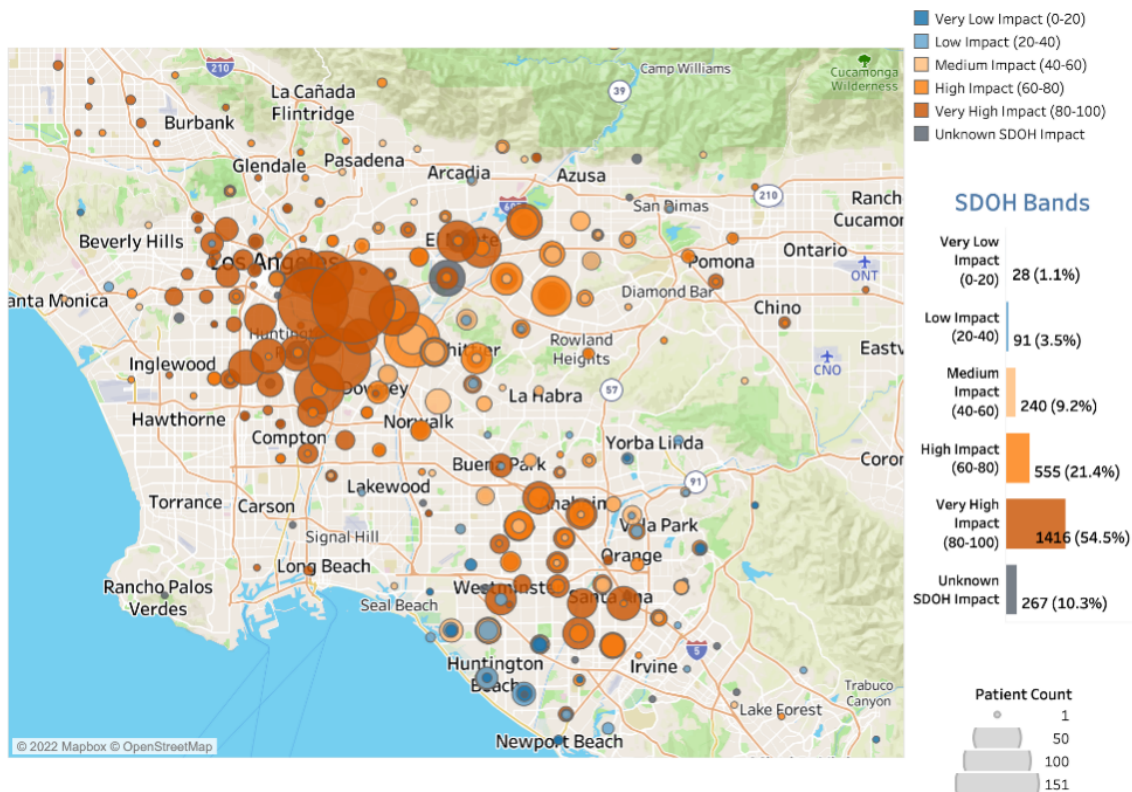 Very Low Impact (0-20)
Low Impact (20-40)
Medium Impact (40-60)
High Impact (60-80)
Very High Impact (80-100)
Unknown SDOH Impact
210
Camp Williams
Cucamonga
Wilderness
39
La Cañada
Flintridge
Burbank
Pasadena
Glendale
Arcadia
Azusa
210
San Dimas
Ranch
Cucamor
Beverly Hills
Los Angeles
Ontario
ONT
Pomona
anta Monica
Diamond Bar
Chino
Huntington
Rowland
Heights
Eastv
CNO
Inglewood
Downey
La Habra
57
Hawthorne
Norwalk
Compton
Yorba Linda
Buena Park
Coror
91
Lakewood
Torrance
Carson
Anaheim
Villa Park
Signal Hill
Orange
Long Beach
Rancho Palos
Verdes
Westminste
Santa Ana
Seal Beach
5
Huntington
Beach
Irvine
Trabuco
Canyon
Lake Forest
Newport Beach
© 2022 Mapbox © OpenStreetMap
SDOH Bands
Very Low
Impact
(0-20)
28 (1.1%)
Low Impact
(20-40)
91 (3.5%)
Medium
Impact
(40-60)
240 (9.2%)
High Impact
(60-80)
555 (21.4%)
Very High
Impact
(80-100)
1416 (54.5%)
Unknown
SDOH Impact
267 (10.3%)
Patient Count
1
50
100
151